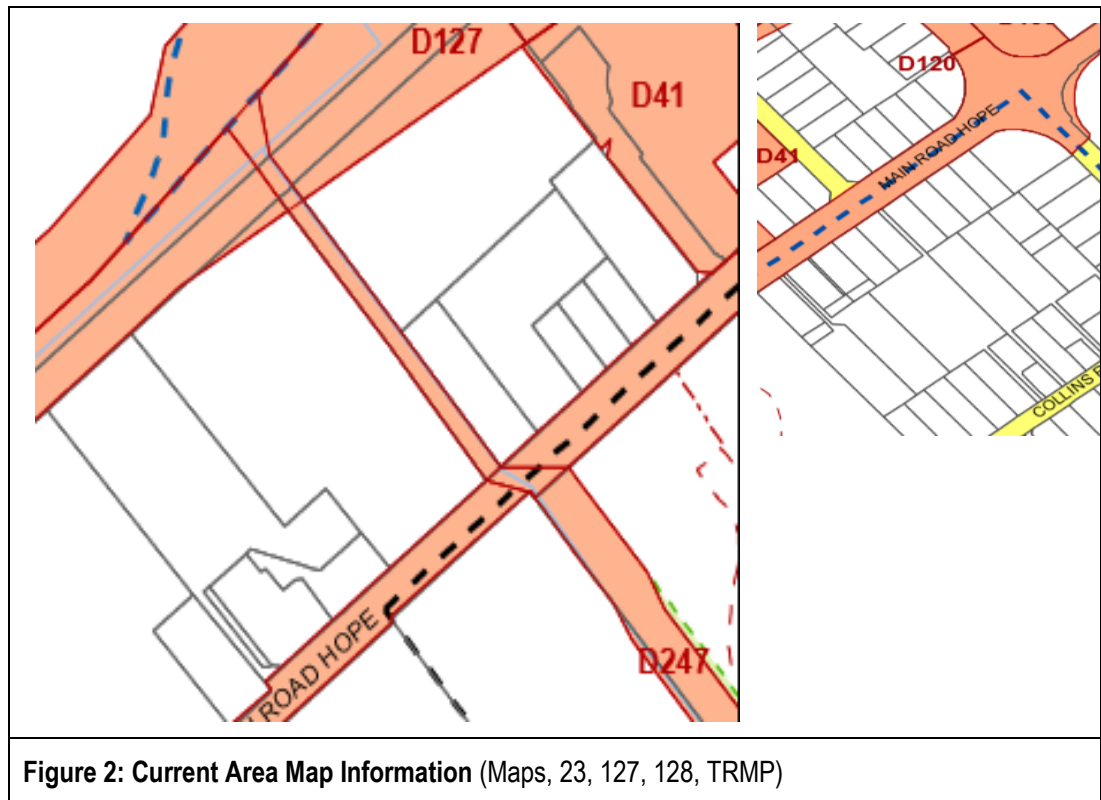 D127
D41
ROAD HOPE
D247
D120
MAIN ROAD HOPE
D41
COLLINS
Figure 2: Current Area Map Information (Maps, 23, 127, 128, TRMP)